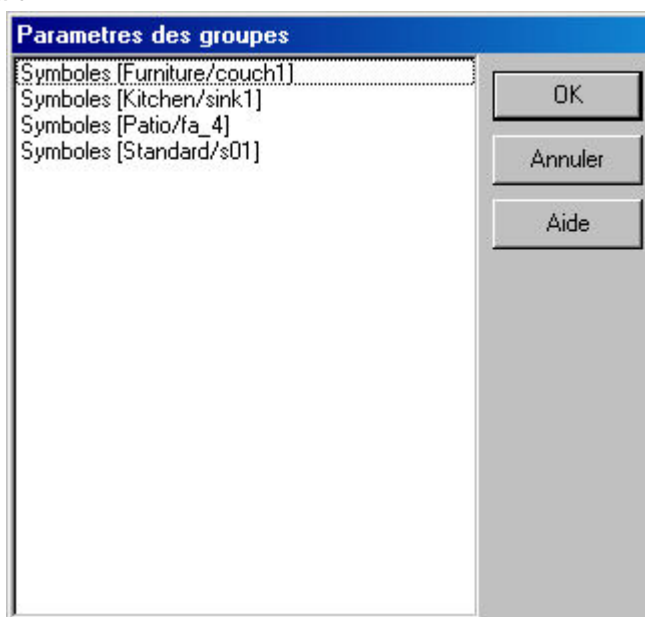 Parametres des groupes
Symboles [Furniture/couch1]
Symboles [Kitchen/sink1]
Symboles [Patio/fa_4]
Symboles [Standard/s01]
OK
Annuler
Aide